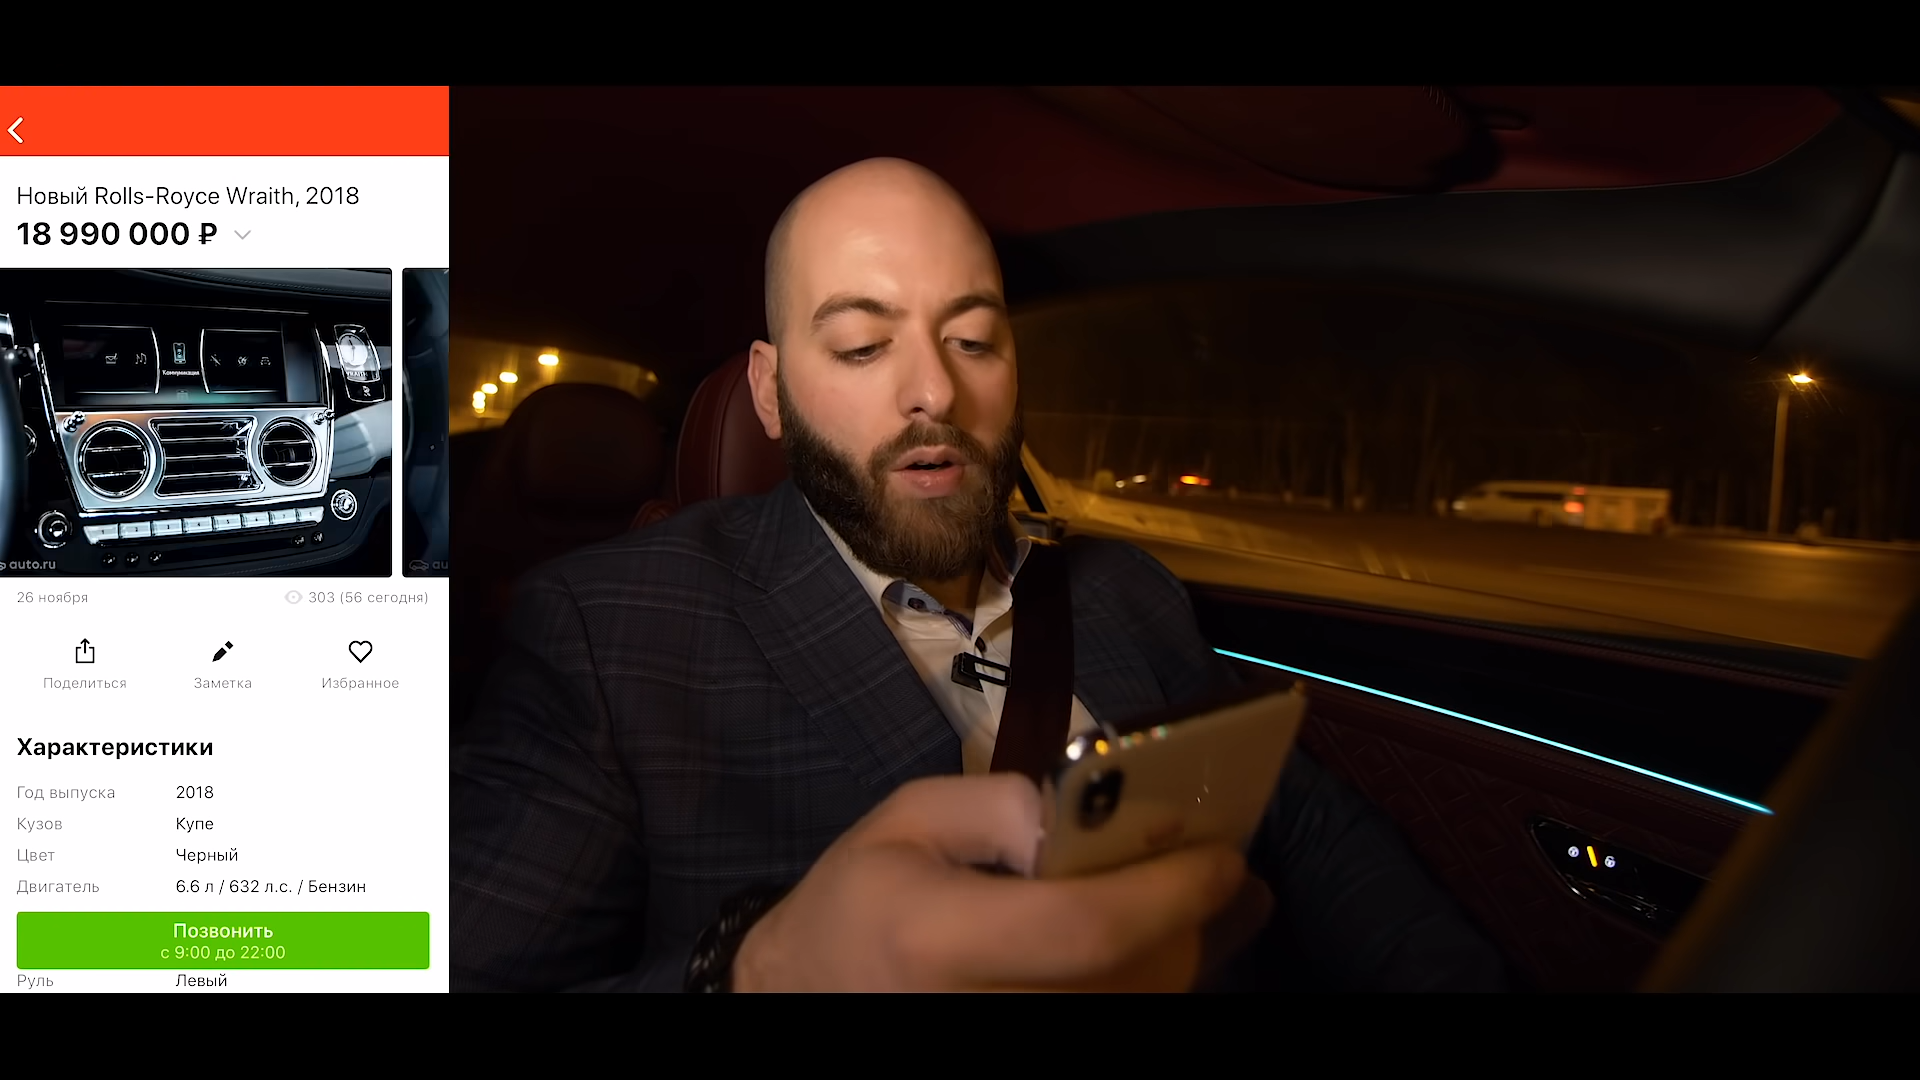 Новый Rolls-Royce Wraith, 2018
18 990 000 ₽
Коммуникация
auto.ru
au
26 ноября
303 (56 сегодня)
Поделиться
Заметка
Избранное
Характеристики
Год выпуска
2018
Кузов
Купе
Цвет
Черный
Двигатель
6.6 л / 632 л.с. / Бензин
Позвонить
с 9:00 до 22:00
Руль
Левый